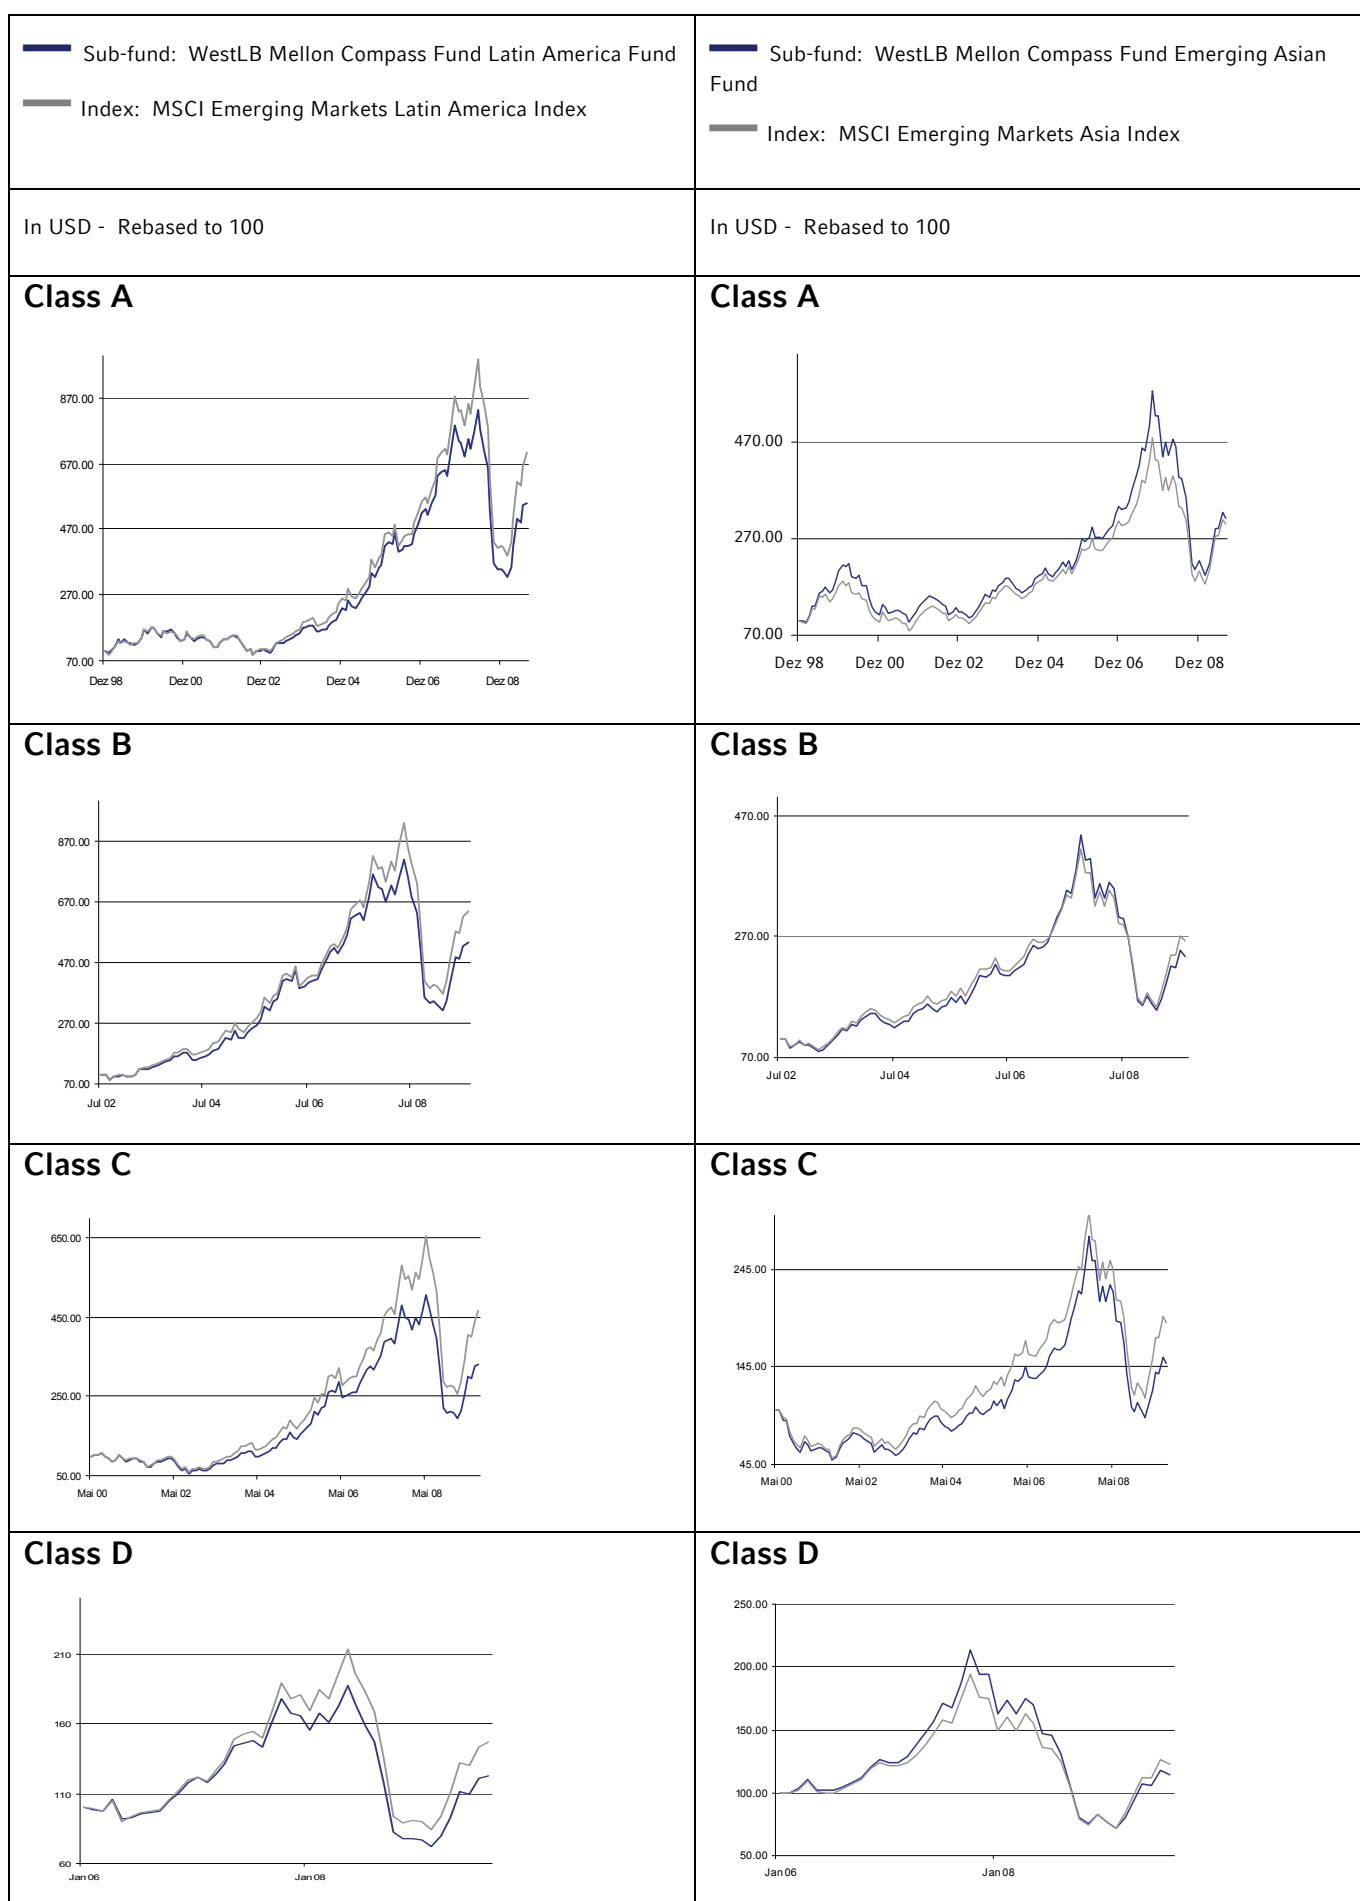 Sub-fund: WestLB Mellon Compass Fund Latin America Fund
Index: MSCI Emerging Markets Latin America Index
Sub-fund: WestLB Mellon Compass Fund Emerging Asian
Fund
Index: MSCI Emerging Markets Asia Index
In USD - Rebased to 100
In USD - Rebased to 100
Class A
870.00
670.00
470.00
270.00
70.00
Dez 98 Dez 00 Dez 02 Dez 04 Dez 06 Dez 08
Class A
470.00
270.00
70.00
Dez 98 Dez 00 Dez 02 Dez 04 Dez 06 Dez 08
Class B
870.00
670.00
470.00
270.00
70.00
Jul 02 Jul 04 Jul 06 Jul 08
Class B
470.00
270.00
70.00
Jul 02 Jul 04 Jul 06 Jul 08
Class C
650.00
450.00
250.00
50.00
Mai 00 Mai 02 Mai 04 Mai 06 Mai 08
Class C
245.00
145.00
45.00
Mai 00 Mai 02 Mai 04 Mai 06 Mai 08
Class D
210
160
110
60
Jan 06 Jan 08
Class D
250.00
200.00
150.00
100.00
50.00
Jan 06 Jan 08